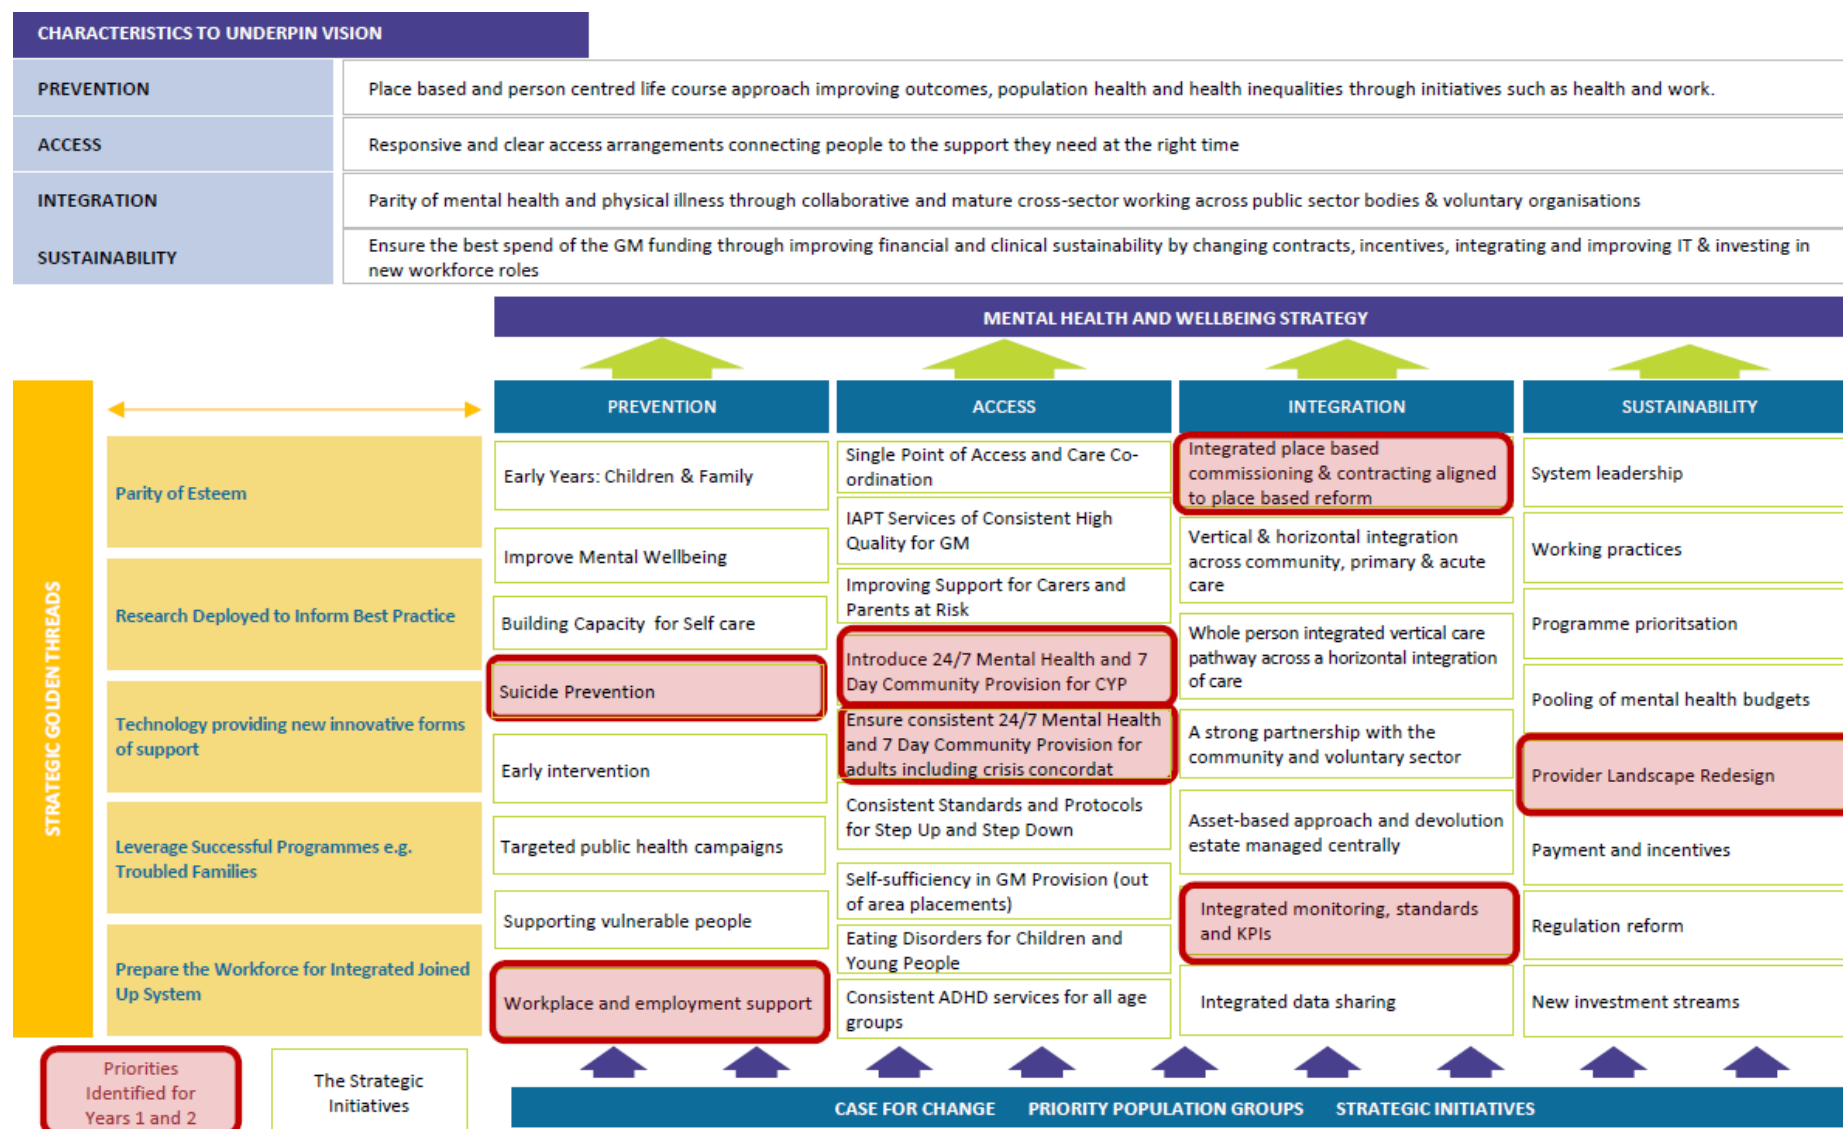 CHARACTERISTICS TO UNDERPIN VISION
PREVENTION
Place based and person centred life course approach improving outcomes, population health and health inequalities through initiatives such as health and work.
ACCESS
Responsive and clear access arrangements connecting people to the support they need at the right time
INTEGRATION
Parity of mental health and physical illness through collaborative and mature cross-sector working across public sector bodies & voluntary organisations
SUSTAINABILITY
Ensure the best spend of the GM funding through improving financial and clinical sustainability by changing contracts, incentives, integrating and improving IT & investing in
new workforce roles
MENTAL HEALTH AND WELLBEING STRATEGY
STRATEGIC GOLDEN THREADS
Parity of Esteem
Research Deployed to Inform Best Practice
Technology providing new innovative forms
of support
Leverage Successful Programmes e.g.
Troubled Families
Prepare the Workforce for Integrated Joined
Up System
PREVENTION
Early Years: Children & Family
Improve Mental Wellbeing
Building Capacity for Self care
Suicide Prevention
Early intervention
Targeted public health campaigns
Supporting vulnerable people
Workplace and employment support
ACCESS
Single Point of Access and Care Co-
ordination
IAPT Services of Consistent High
Quality for GM
Improving Support for Carers and
Parents at Risk
Introduce 24/7 Mental Health and 7
Day Community Provision for CYP
Ensure consistent 24/7 Mental Health
and 7 Day Community Provision for
adults including crisis concordat
Consistent Standards and Protocols
for Step Up and Step Down
Self-sufficiency in GM Provision (out
of area placements)
Eating Disorders for Children and
Young People
Consistent ADHD services for all age
groups
INTEGRATION
Integrated place based
commissioning & contracting aligned
to place based reform
Vertical & horizontal integration
across community, primary & acute
care
Whole person integrated vertical care
pathway across a horizontal integration
of care
A strong partnership with the
community and voluntary sector
Asset-based approach and devolution
estate managed centrally
Integrated monitoring, standards
and KPIs
Integrated data sharing
SUSTAINABILITY
System leadership
Working practices
Programme prioritsation
Pooling of mental health budgets
Provider Landscape Redesign
Payment and incentives
Regulation reform
New investment streams
Priorities
Identified for
Years 1 and 2
The Strategic
Initiatives
CASE FOR CHANGE PRIORITY POPULATION GROUPS STRATEGIC INITIATIVES